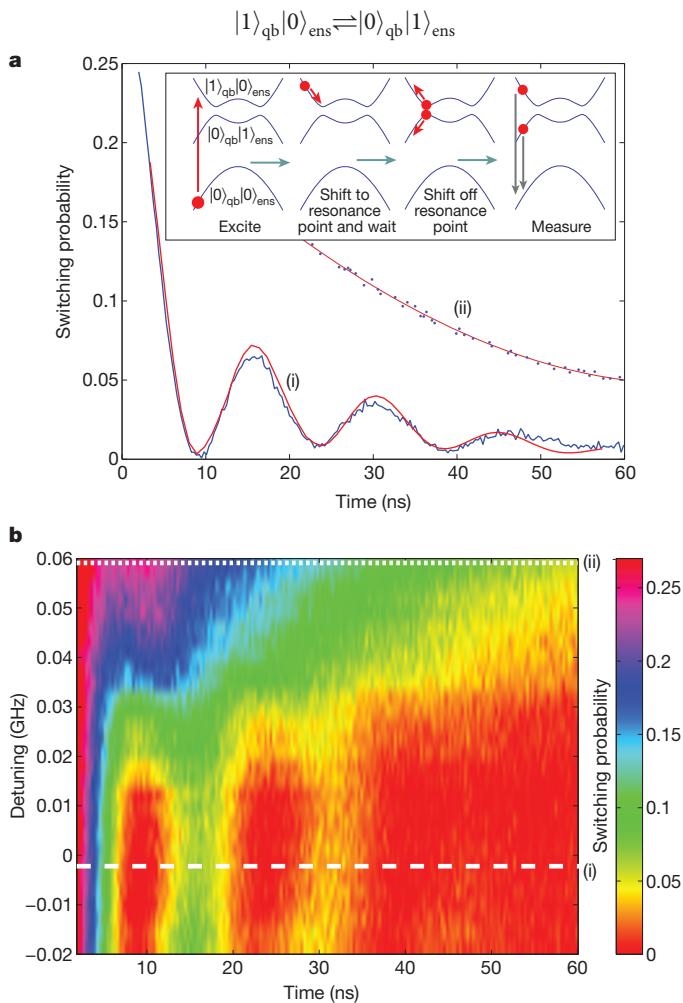 |1⟩qb|0⟩ens⇌|0⟩qb|1⟩ens
a
0.25
0.2
0.15
0.1
0.05
0
Switching probability
|1⟩qb|0⟩ens
|0⟩qb|1⟩ens
|0⟩qb|0⟩ens
Excite
Shift to
resonance
point and wait
Shift off
resonance
point
Measure
(ii)
(i)
0
10
20
30
40
50
60
Time (ns)
b
0.06
0.05
0.04
0.03
0.02
0.01
0
−0.01
−0.02
Detuning (GHz)
(ii)
(i)
10
20
30
40
50
60
Time (ns)
0.25
0.2
0.15
0.1
0.05
0
Switching probability